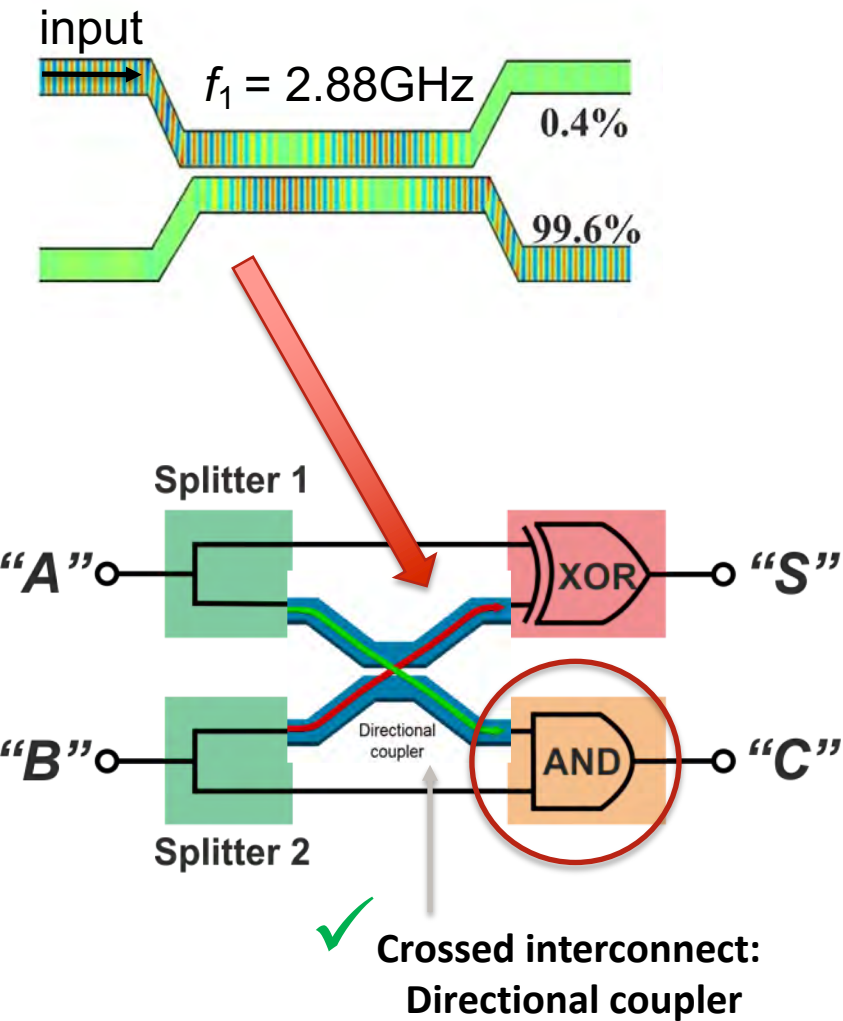 input
f1 = 2.88GHz
0.4%
99.6%
Splitter 1
“A”
XOR
“S”
“B”
Directional
coupler
AND
“C”
Splitter 2
✓
Crossed interconnect:
Directional coupler